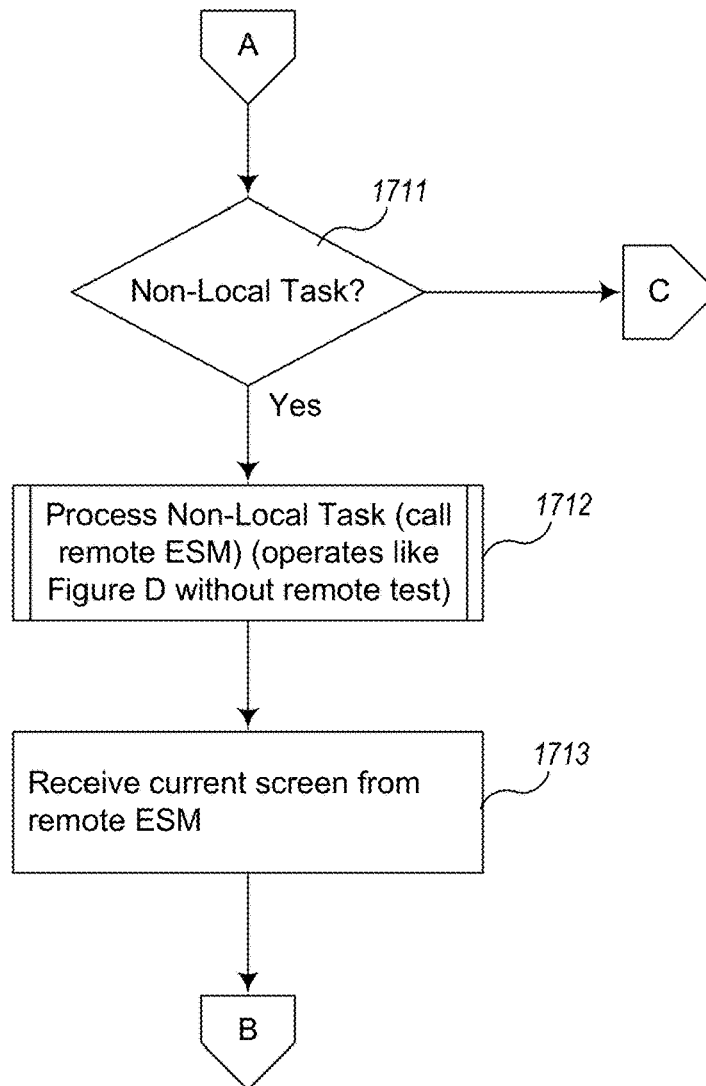 A
1711
Non-Local Task?
C
Yes
Process Non-Local Task (call
remote ESM) (operates like
Figure D without remote test)
1712
Receive current screen from
remote ESM
1713
B